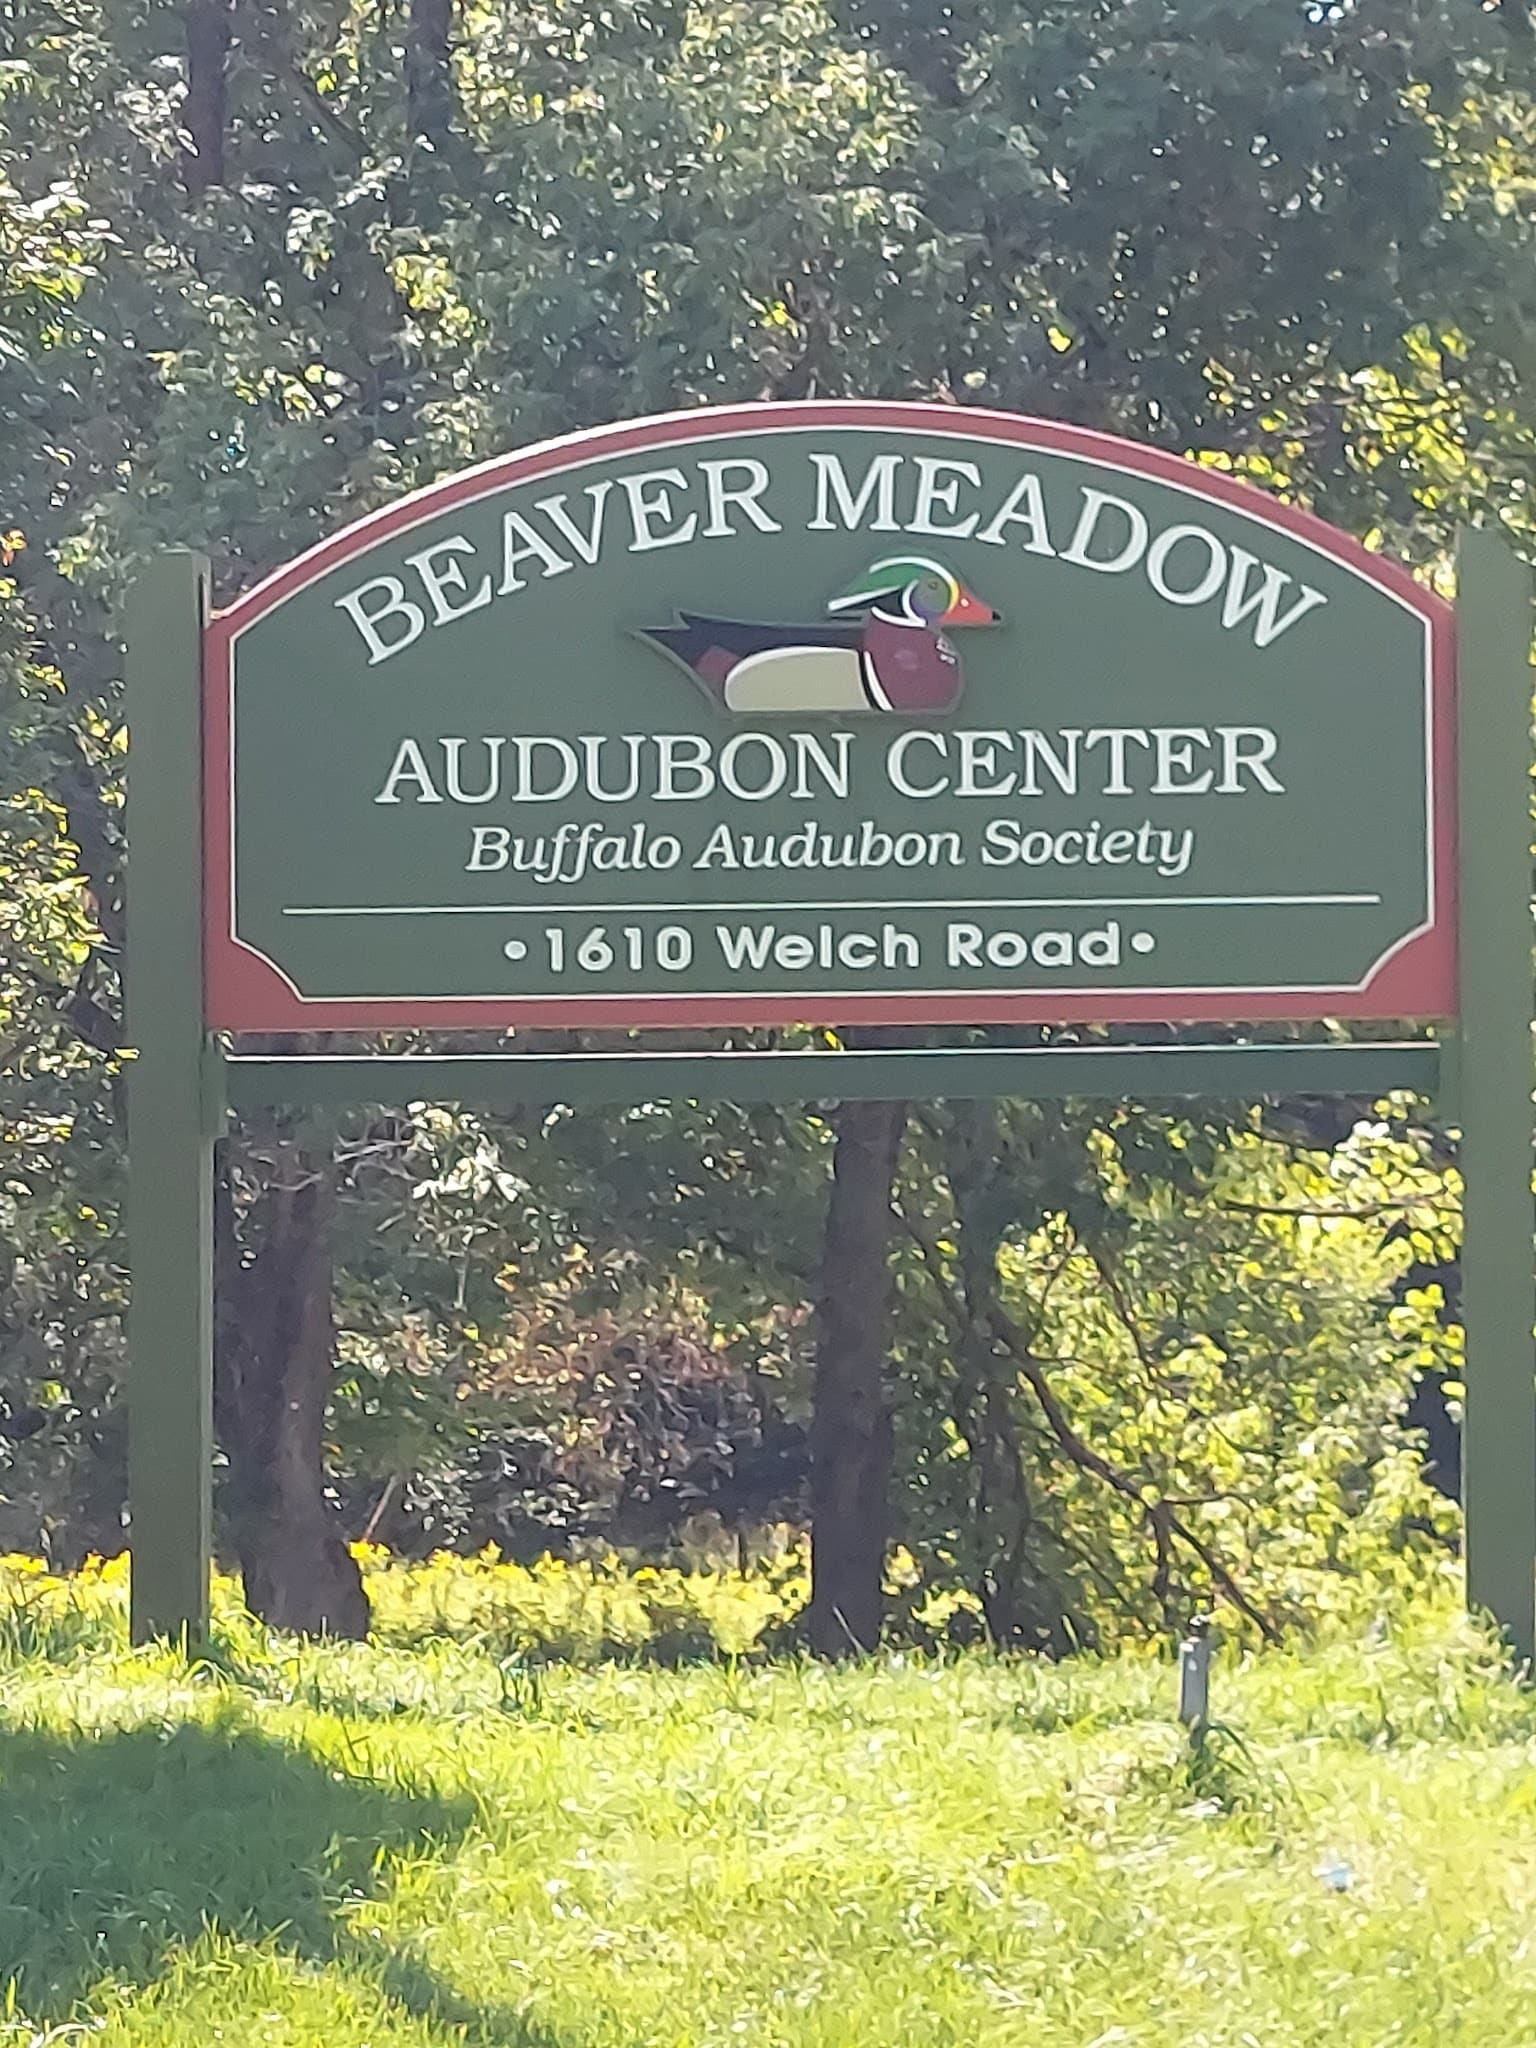 BEAVER MEADOW
AUDUBON CENTER
Buffalo Audubon Society
•1610 Welch Road•